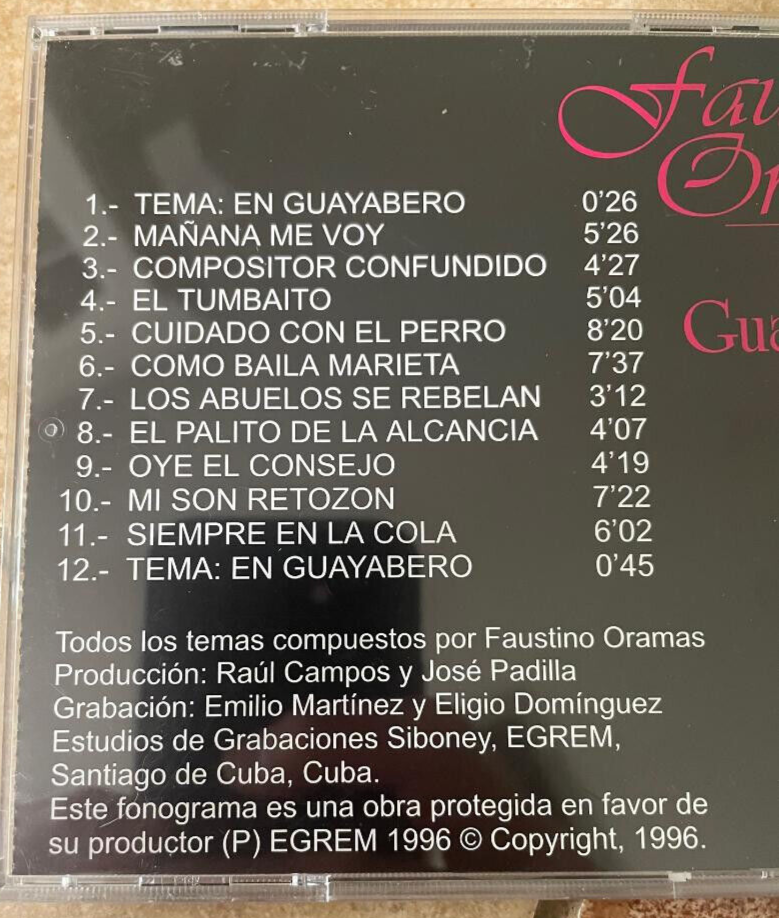 Fau
Or
Gua
1.- TEMA: EN GUAYABERO 0'26
2.- MAÑANA ME VOY 5'26
3.- COMPOSITOR CONFUNDIDO 4'27
4.- EL TUMBAITO 5'04
5.- CUIDADO CON EL PERRO 8'20
6.- COMO BAILA MARIETA 7'37
7.- LOS ABUELOS SE REBELAN 3'12
8.- EL PALITO DE LA ALCANCIA 4'07
9.- OYE EL CONSEJO 4'19
10.- MI SON RETOZON 7'22
11.- SIEMPRE EN LA COLA 6'02
12.- TEMA: EN GUAYABERO 0'45
Todos los temas compuestos por Faustino Oramas
Producción: Raúl Campos y José Padilla
Grabación: Emilio Martínez y Eligio Domínguez
Estudios de Grabaciones Siboney, EGREM,
Santiago de Cuba, Cuba.
Este fonograma es una obra protegida en favor de
su productor (P) EGREM 1996 © Copyright, 1996.